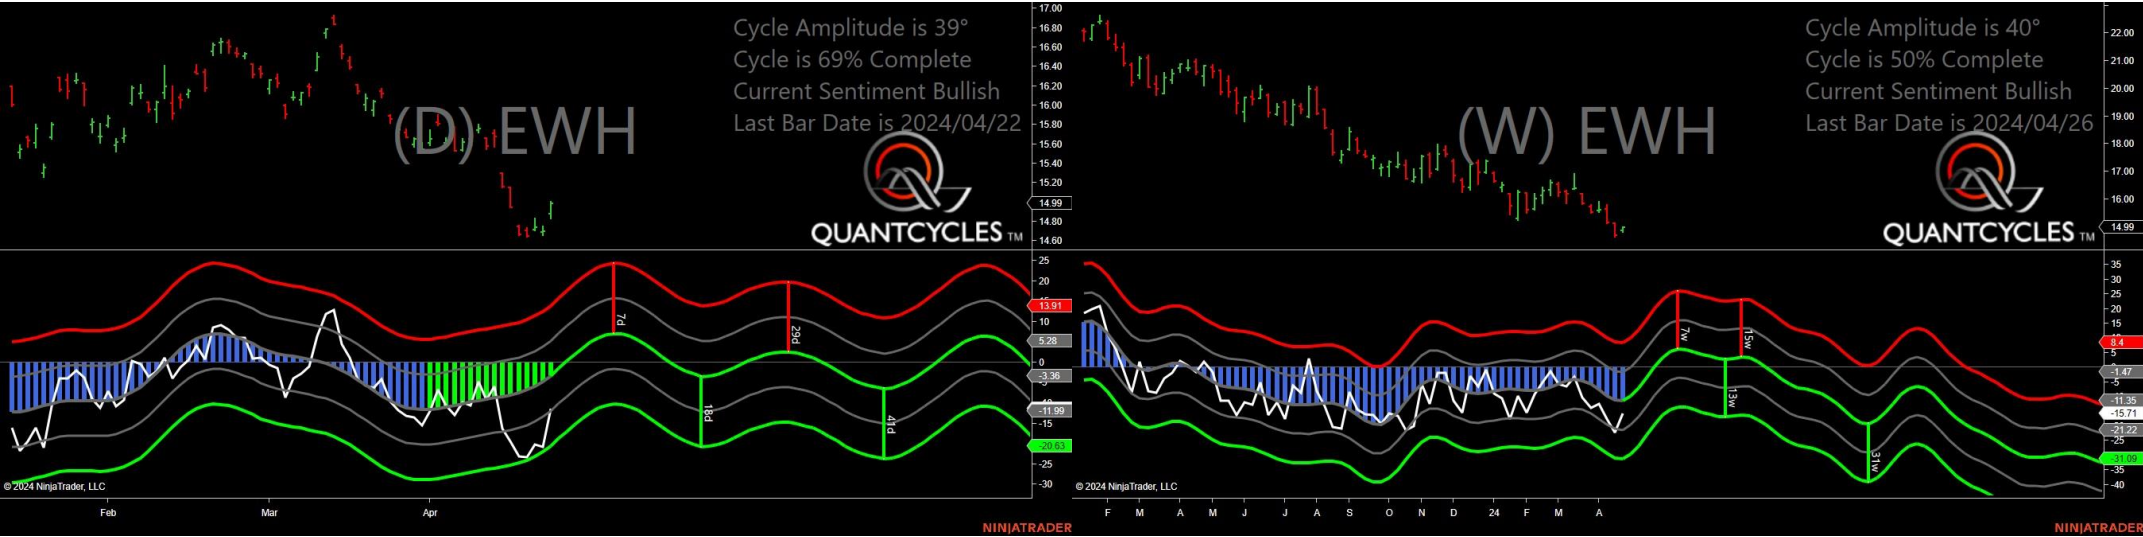 Cycle Amplitude is 39°
Cycle is 69% Complete
Current Sentiment Bullish
Last Bar Date is 2024/04/22
(D) EWH
QUANTCYCLES TM
17.00
16.80
16.60
16.40
16.20
16.00
15.80
15.60
15.40
15.20
14.99
14.80
14.60
25
20
13.91
10
5.28
0
-3.36
-11.99
-15
-20.63
-25
-30
7d
29d
18d
41d
© 2024 NinjaTrader, LLC
Feb Mar Apr
NINJATRADER
Cycle Amplitude is 40°
Cycle is 50% Complete
Current Sentiment Bullish
Last Bar Date is 2024/04/26
(W) EWH
QUANTCYCLES TM
22.00
21.00
20.00
19.00
18.00
17.00
16.00
14.99
35
30
25
20
15
8.4
5
-1.47
-5
-11.35
-15.71
-21.22
-25
-31.09
-35
-40
7w
15w
13w
31w
© 2024 NinjaTrader, LLC
F M A M J J A S O N D 24 F M A
NINJATRADER